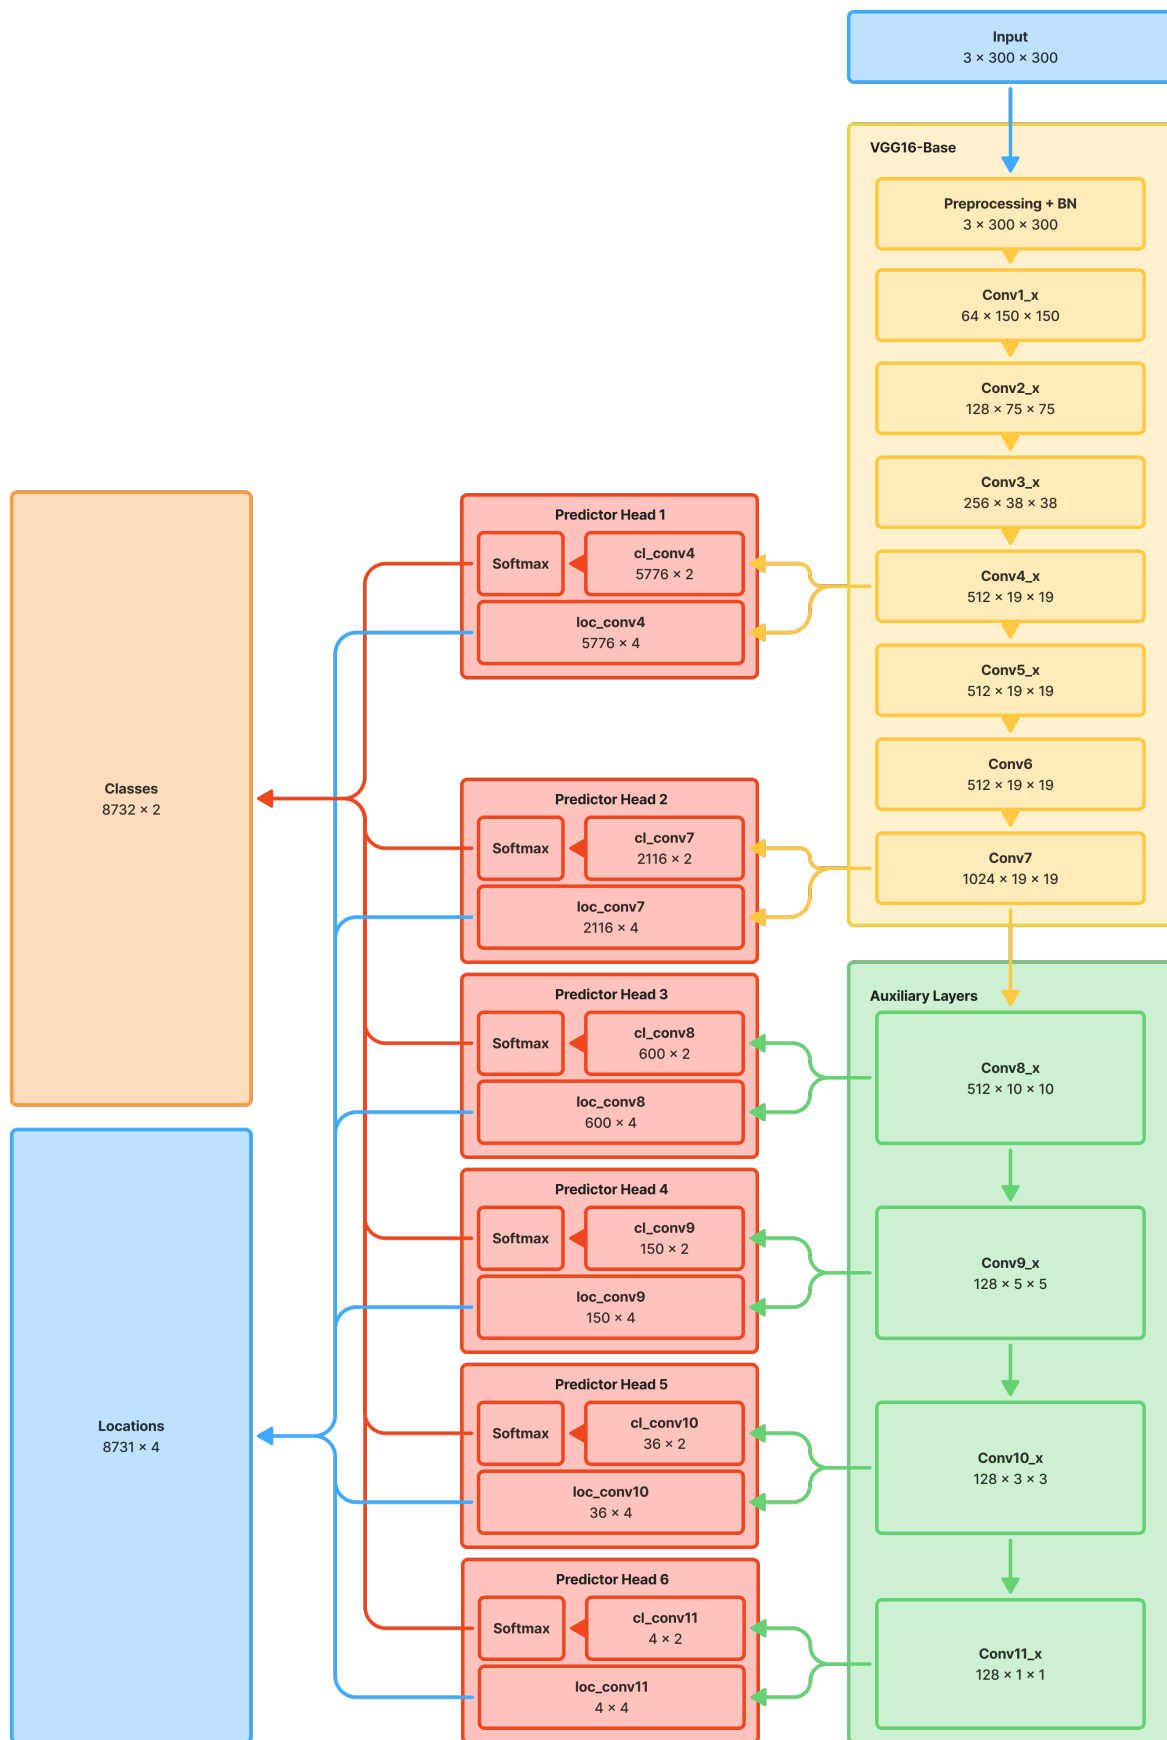 Input
3 × 300 × 300
VGG16-Base
Preprocessing + BN
3 × 300 × 300
Conv1_x
64 × 150 × 150
Conv2_x
128 × 75 × 75
Conv3_x
256 × 38 × 38
Conv4_x
512 × 19 × 19
Conv5_x
512 × 19 × 19
Conv6
512 × 19 × 19
Conv7
1024 × 19 × 19
Auxiliary Layers
Conv8_x
512 × 10 × 10
Conv9_x
128 × 5 × 5
Conv10_x
128 × 3 × 3
Conv11_x
128 × 1 × 1
Predictor Head 1
Softmax
cl_conv4
5776 × 2
loc_conv4
5776 × 4
Predictor Head 2
Softmax
cl_conv7
2116 × 2
loc_conv7
2116 × 4
Predictor Head 3
Softmax
cl_conv8
600 × 2
loc_conv8
600 × 4
Predictor Head 4
Softmax
cl_conv9
150 × 2
loc_conv9
150 × 4
Predictor Head 5
Softmax
cl_conv10
36 × 2
loc_conv10
36 × 4
Predictor Head 6
Softmax
cl_conv11
4 × 2
loc_conv11
4 × 4
Classes
8732 × 2
Locations
8731 × 4